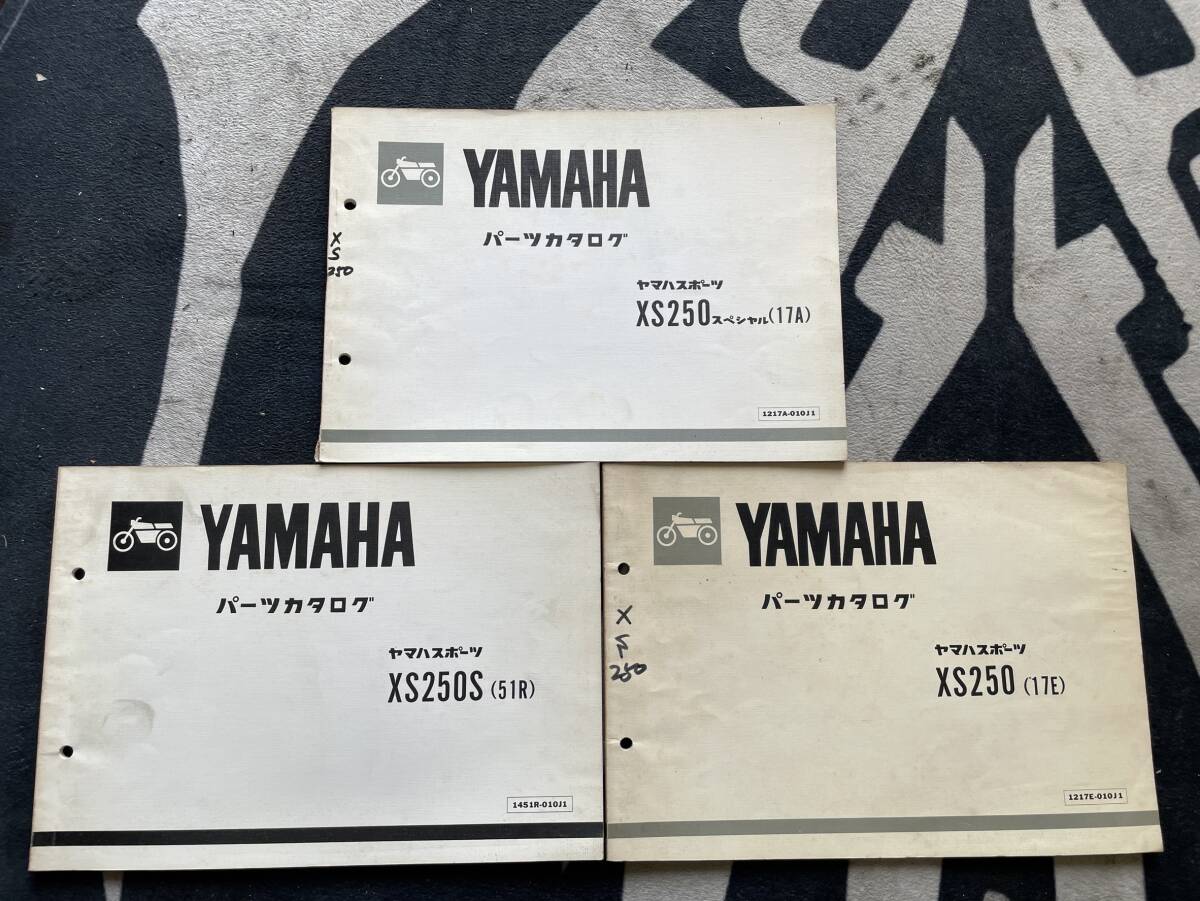 YAMAHA
パーツカタログ
ヤマハスポーツ
XS250スペシャル(17A)
X
S
250
1217A-010J1
YAMAHA
パーツカタログ
ヤマハスポーツ
XS250S(51R)
1451R-010J1
YAMAHA
パーツカタログ
ヤマハスポーツ
XS250(17E)
X
S
250
1217E-010J1